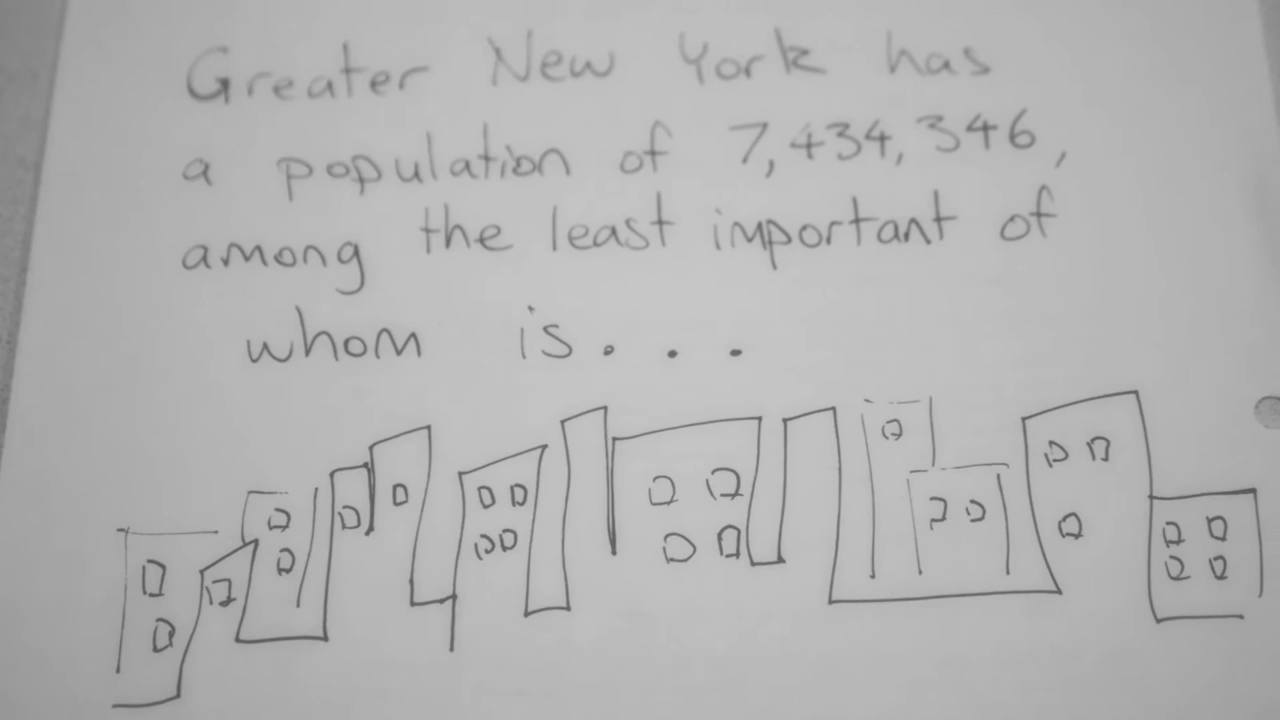 Greater New York has
a population of 7,434,346,
among the least important of
whom is...